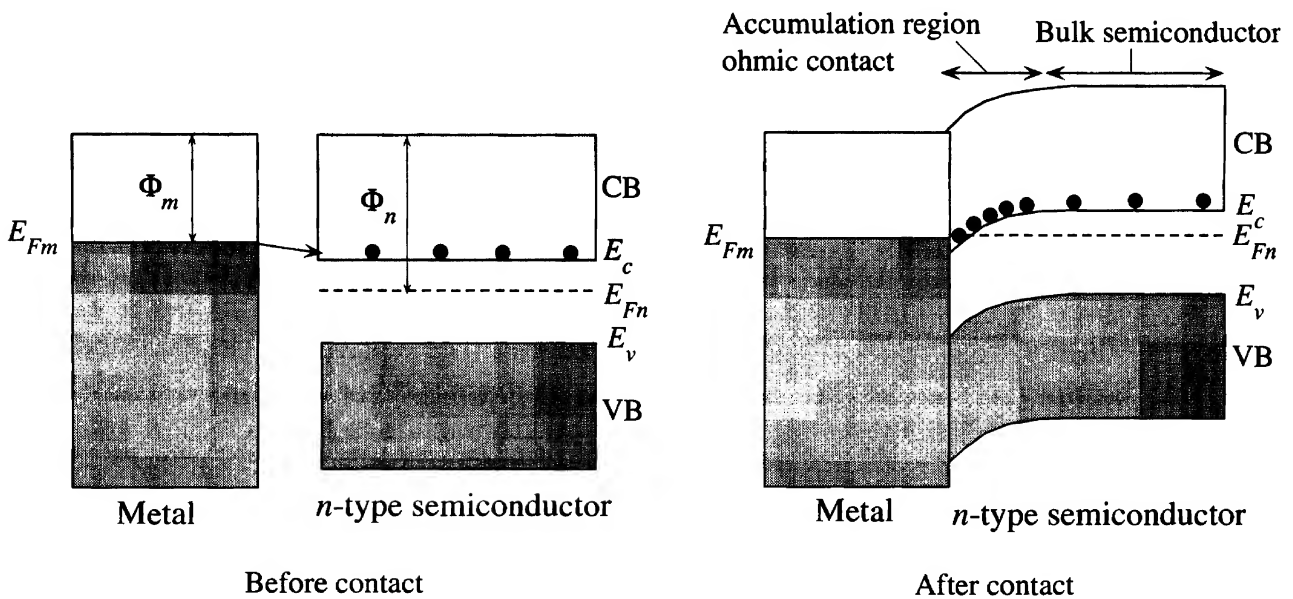 Φm
EFm
Metal
Φn
CB
Ec
EFn
Ev
VB
n-type semiconductor
Before contact
Accumulation region
ohmic contact
Bulk semiconductor
CB
EFm
Ec
EFn
Ev
VB
Metal
n-type semiconductor
After contact